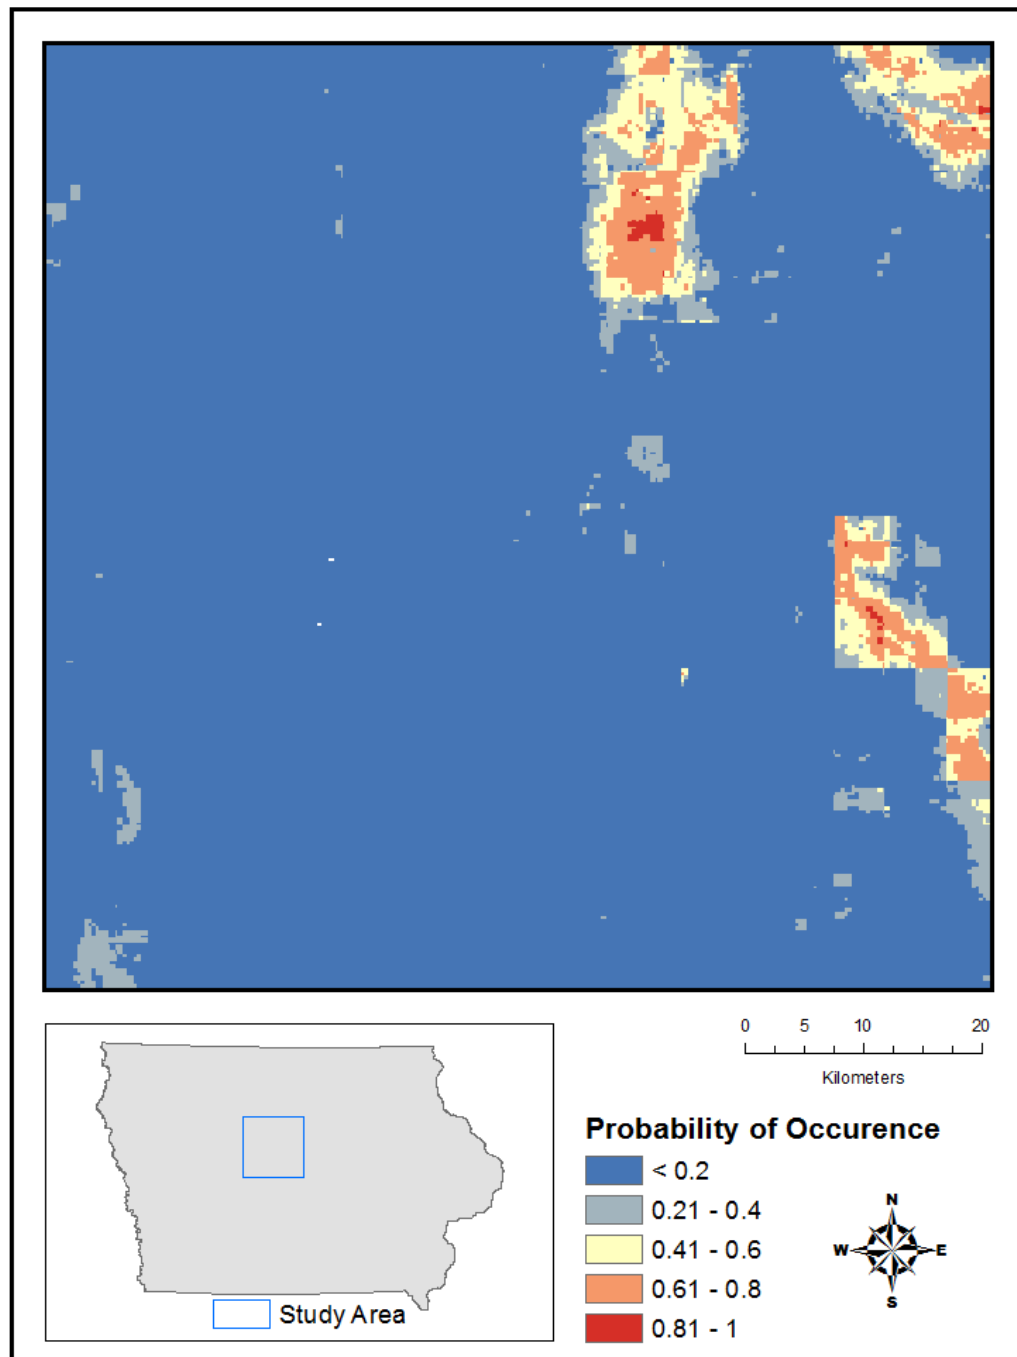 0 5 10 20
Kilometers
Probability of Occurence
< 0.2
0.21 - 0.4
0.41 - 0.6
0.61 - 0.8
0.81 - 1
N
W E
S
Study Area